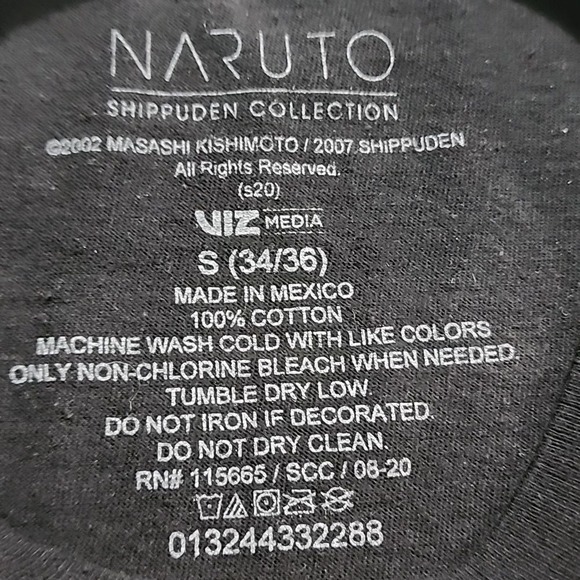 NARUTO
SHIPPUDEN COLLECTION
©2002 MASASHI KISHIMOTO / 2007 SHIPPUDEN
All Rights Reserved.
(s20)
VIZ MEDIA
S (34/36)
MADE IN MEXICO
100% COTTON
MACHINE WASH COLD WITH LIKE COLORS
ONLY NON-CHLORINE BLEACH WHEN NEEDED.
TUMBLE DRY LOW.
DO NOT IRON IF DECORATED.
DO NOT DRY CLEAN.
RN# 115665 / SCC / 08-20
013244332288